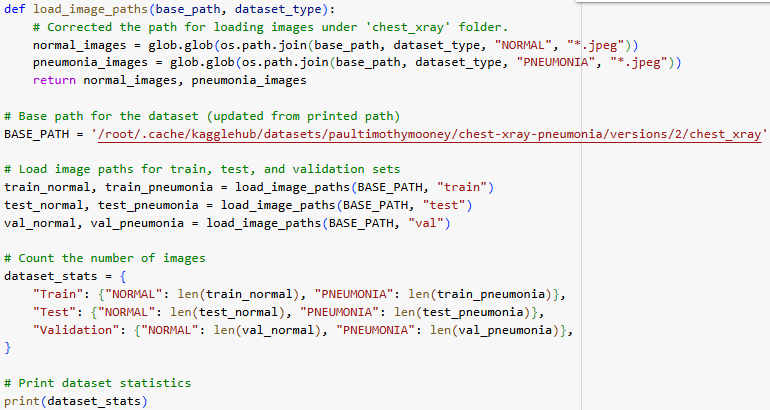 def load_image_paths(base_path, dataset_type):
    # Corrected the path for loading images under 'chest_xray' folder.
    normal_images = glob.glob(os.path.join(base_path, dataset_type, "NORMAL", "*.jpeg"))
    pneumonia_images = glob.glob(os.path.join(base_path, dataset_type, "PNEUMONIA", "*.jpeg"))
    return normal_images, pneumonia_images

# Base path for the dataset (updated from printed path)
BASE_PATH = '/root/.cache/kagglehub/datasets/paultimothymooney/chest-xray-pneumonia/versions/2/chest_xray'

# Load image paths for train, test, and validation sets
train_normal, train_pneumonia = load_image_paths(BASE_PATH, "train")
test_normal, test_pneumonia = load_image_paths(BASE_PATH, "test")
val_normal, val_pneumonia = load_image_paths(BASE_PATH, "val")

# Count the number of images
dataset_stats = {
    "Train": {"NORMAL": len(train_normal), "PNEUMONIA": len(train_pneumonia)},
    "Test": {"NORMAL": len(test_normal), "PNEUMONIA": len(test_pneumonia)},
    "Validation": {"NORMAL": len(val_normal), "PNEUMONIA": len(val_pneumonia)},
}

# Print dataset statistics
print(dataset_stats)